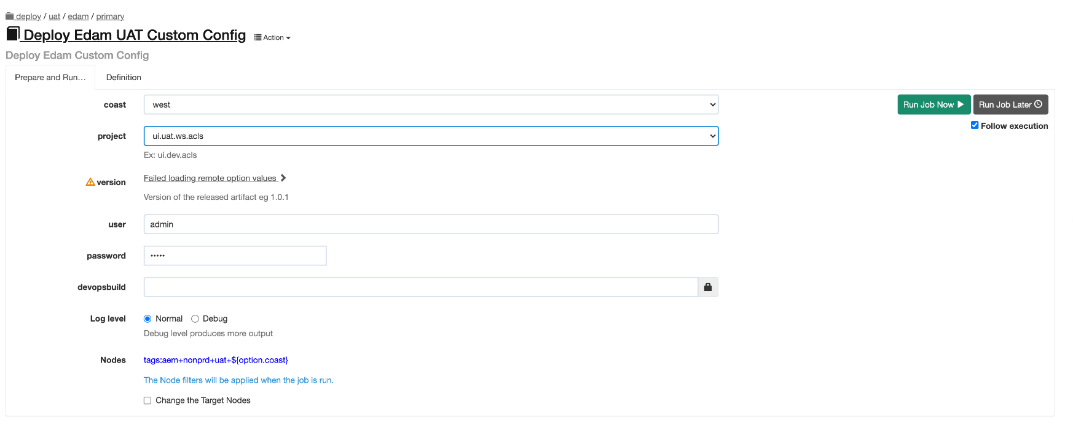 deploy / uat / edam / primary
Deploy Edam UAT Custom Config Action
Deploy Edam Custom Config
Prepare and Run... Definition
coast west Run Job Now Run Job Later
Follow execution
project ui.uat.ws.acls
Ex: ui.dev.acls
version Failed loading remote option values
Version of the released artifact eg 1.0.1
user admin
password •••••
devopsbuild
Log level Normal Debug
Debug level produces more output
Nodes tags:aem+nonprd+uat+${option.coast}
The Node filters will be applied when the job is run.
Change the Target Nodes